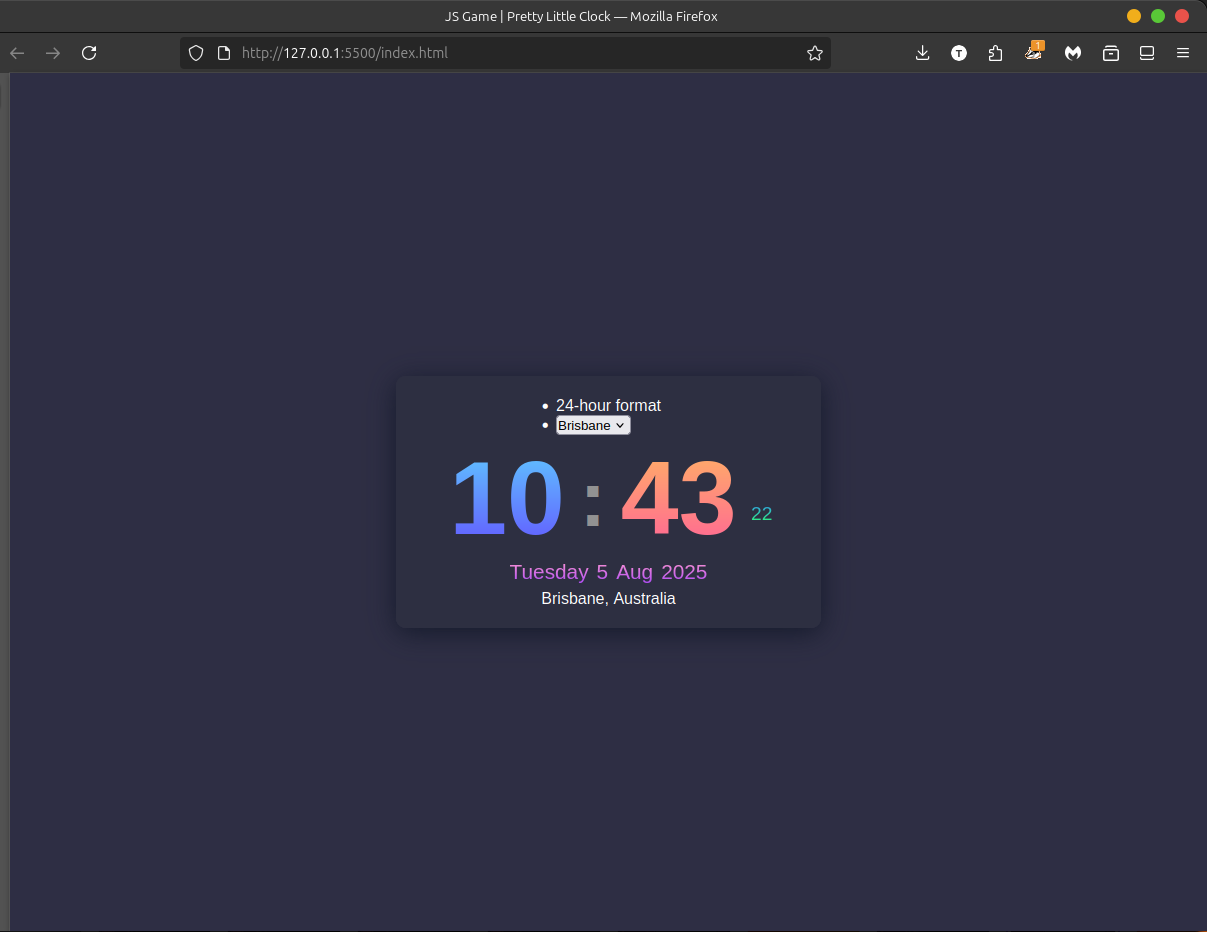 JS Game | Pretty Little Clock — Mozilla Firefox
http://127.0.0.1:5500/index.html
T
1
• 24-hour format
• Brisbane
10 : 43 22
Tuesday 5 Aug 2025
Brisbane, Australia